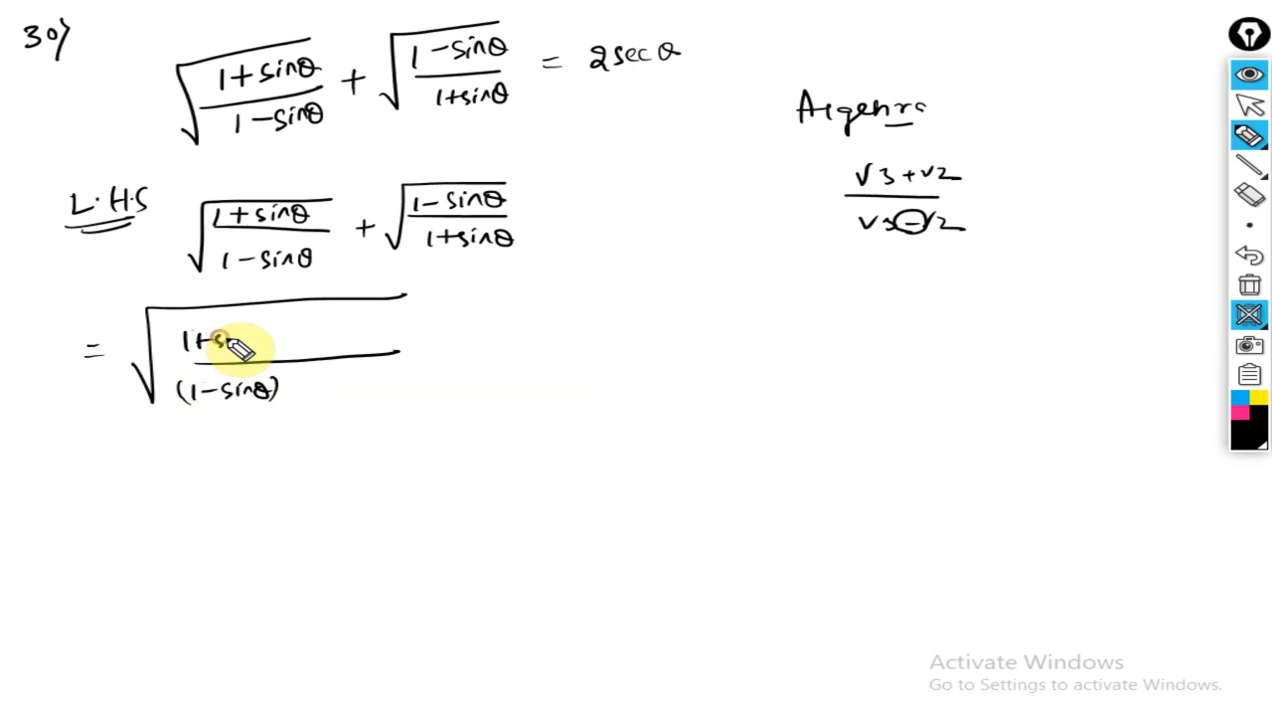 30)
√((1+sinθ)/(1-sinθ)) + √((1-sinθ)/(1+sinθ)) = 2secθ
Algebra
(√3+√2)/(√3-√2)
L.H.S √((1+sinθ)/(1-sinθ)) + √((1-sinθ)/(1+sinθ))
= √((1+s)/((1-sinθ)))
Activate Windows
Go to Settings to activate Windows.